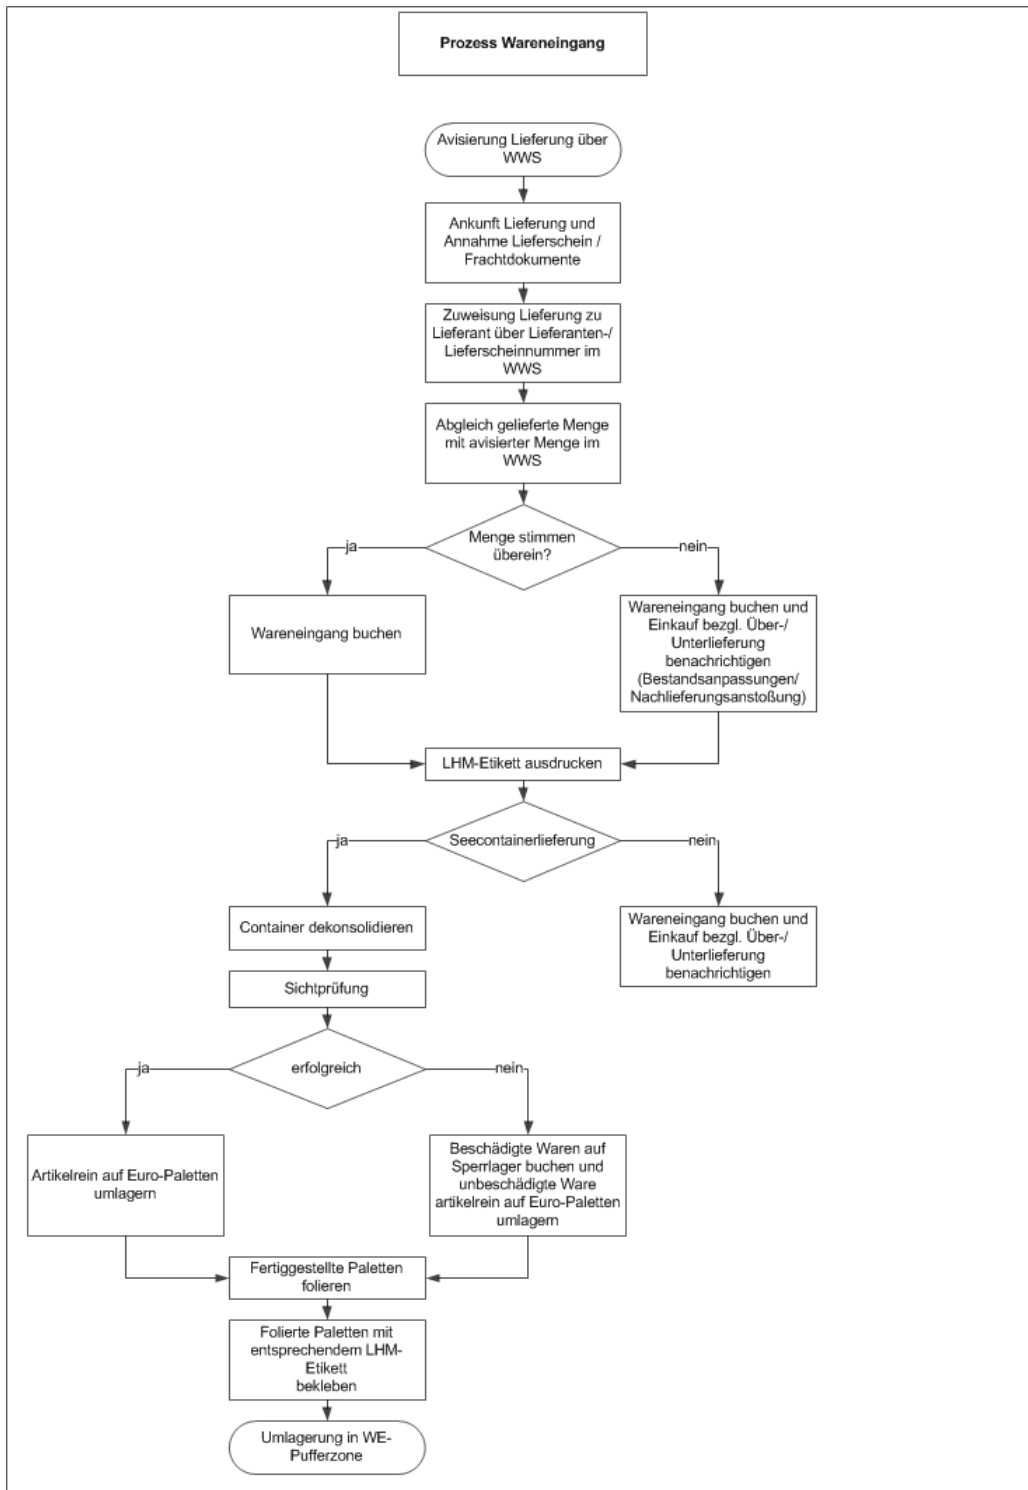 Prozess Wareneingang
Avisierung Lieferung über
WWS
Ankunft Lieferung und
Annahme Lieferschein /
Frachtdokumente
Zuweisung Lieferung zu
Lieferant über Lieferanten-/
Lieferscheinnummer im
WWS
Abgleich gelieferte Menge
mit avisierter Menge im
WWS
Menge stimmen
überein?
ja
nein
Wareneingang buchen
Wareneingang buchen und
Einkauf bezgl. Über-/
Unterlieferung
benachrichtigen
(Bestandsanpassungen/
Nachlieferungsanstoßung)
LHM-Etikett ausdrucken
Seecontainerlieferung
ja
nein
Container dekonsolidieren
Wareneingang buchen und
Einkauf bezgl. Über-/
Unterlieferung
benachrichtigen
Sichtprüfung
erfolgreich
ja
nein
Artikelrein auf Euro-Paletten
umlagern
Beschädigte Waren auf
Sperrlager buchen und
unbeschädigte Ware
artikelrein auf Euro-Paletten
umlagern
Fertiggestellte Paletten
folieren
Folierte Paletten mit
entsprechendem LHM-
Etikett
bekleben
Umlagerung in WE-
Pufferzone